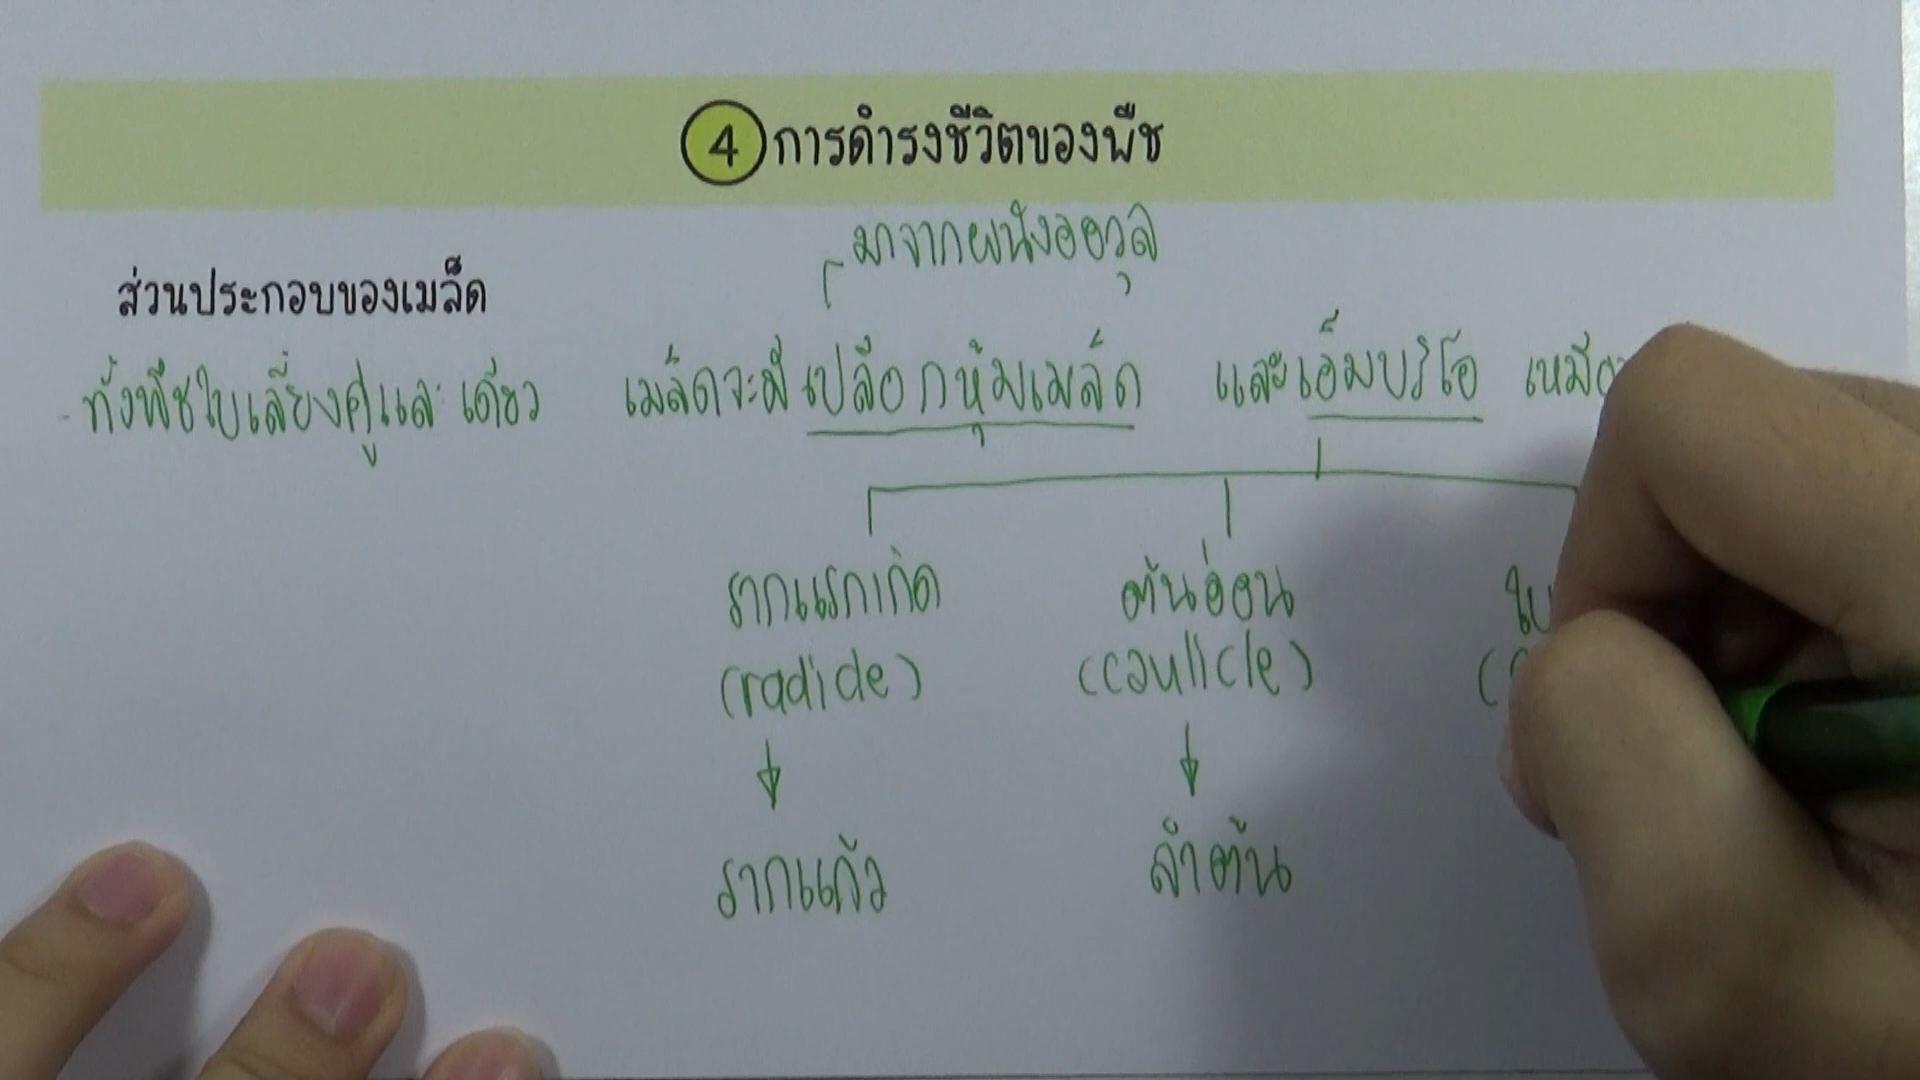 4 การดำรงชีวิตของพืช
มาจากผนังออวุล
ส่วนประกอบของเมล็ด
- ทั้งพืชใบเลี้ยงคู่และเดี่ยว เมล็ดจะมีเปลือกหุ้มเมล็ด และเอ็มบริโอ
รากแรกเกิด ต้นอ่อน ใบ
(radicle) (caulicle) (
รากแก้ว ลำต้น